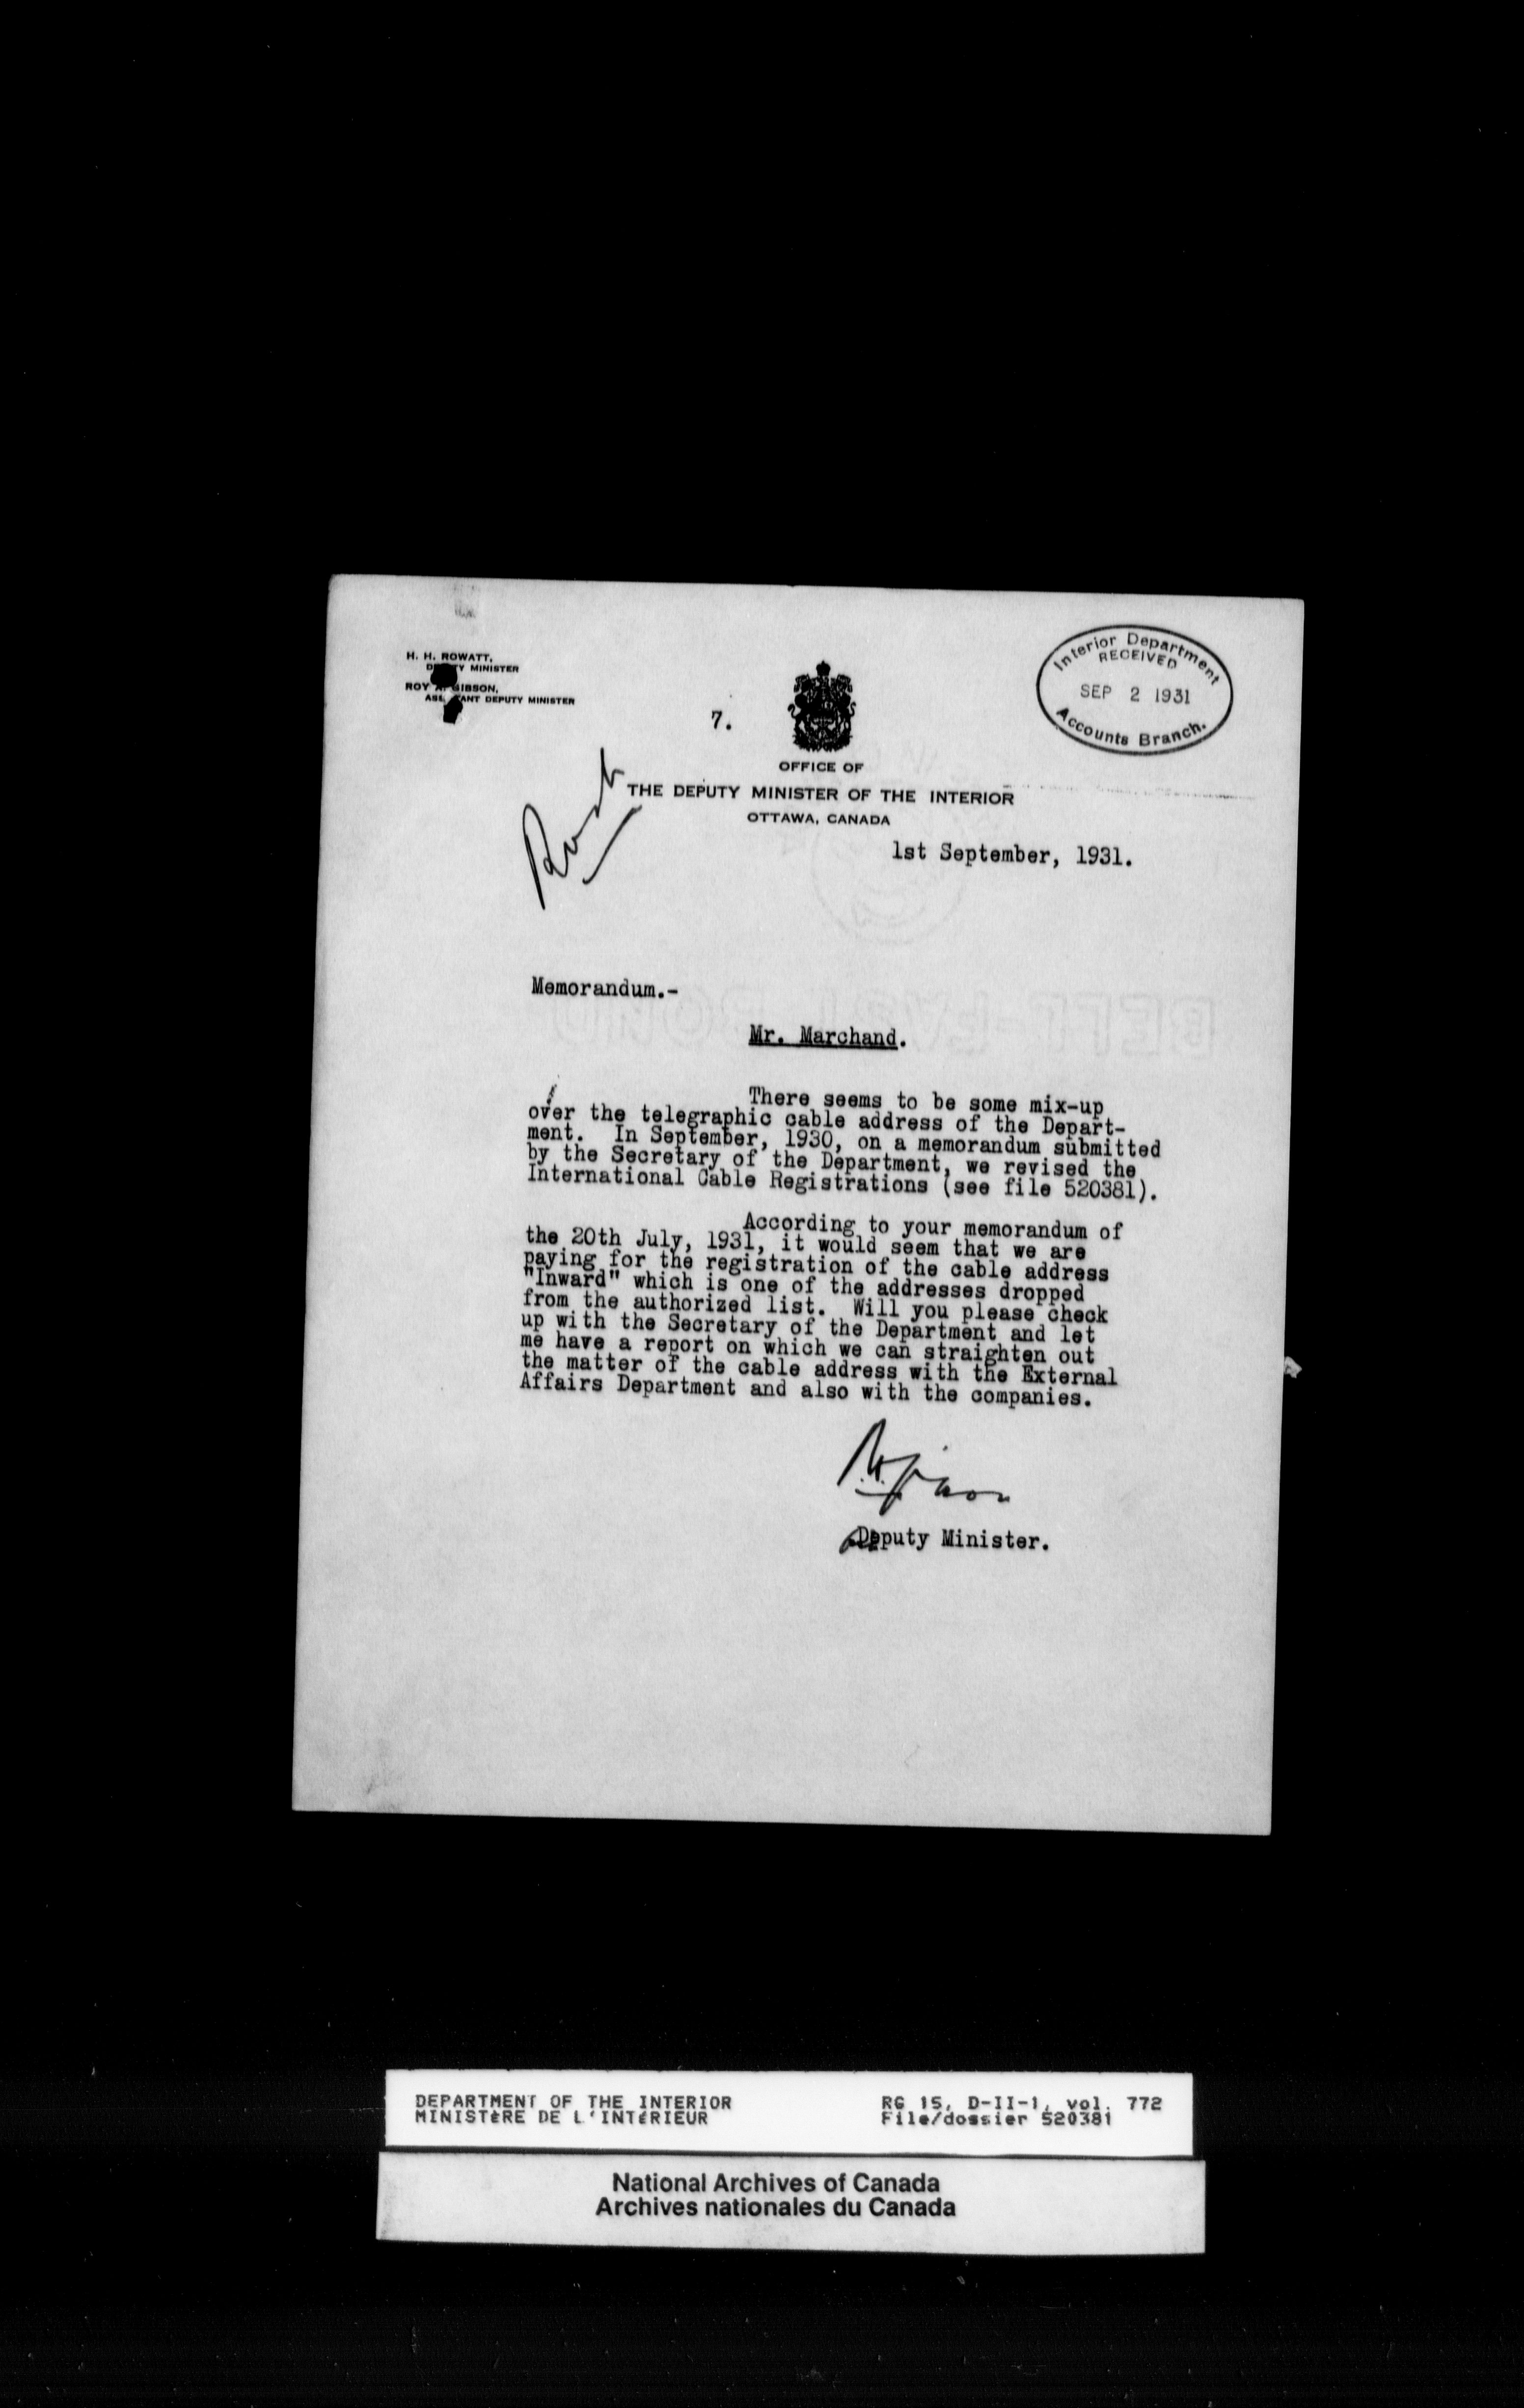 H. H. ROWATT,
DEPUTY MINISTER
ROY A. GIBSON,
ASSISTANT DEPUTY MINISTER
Interior Department
RECEIVED
SEP 2 1931
Accounts Branch.
7.
OFFICE OF
THE DEPUTY MINISTER OF THE INTERIOR
OTTAWA, CANADA
1st September, 1931.
Memorandum.-
Mr. Marchand.
There seems to be some mix-up
over the telegraphic cable address of the Depart-
ment. In September, 1930, on a memorandum submitted
by the Secretary of the Department, we revised the
International Cable Registrations (see file 520381).
According to your memorandum of
the 20th July, 1931, it would seem that we are
paying for the registration of the cable address
"Inward" which is one of the addresses dropped
from the authorized list. Will you please check
up with the Secretary of the Department and let
me have a report on which we can straighten out
the matter of the cable address with the External
Affairs Department and also with the companies.
Deputy Minister.
DEPARTMENT OF THE INTERIOR
MINISTÈRE DE L'INTÉRIEUR
RG 15, D-II-1, vol. 772
File/dossier 520381
National Archives of Canada
Archives nationales du Canada